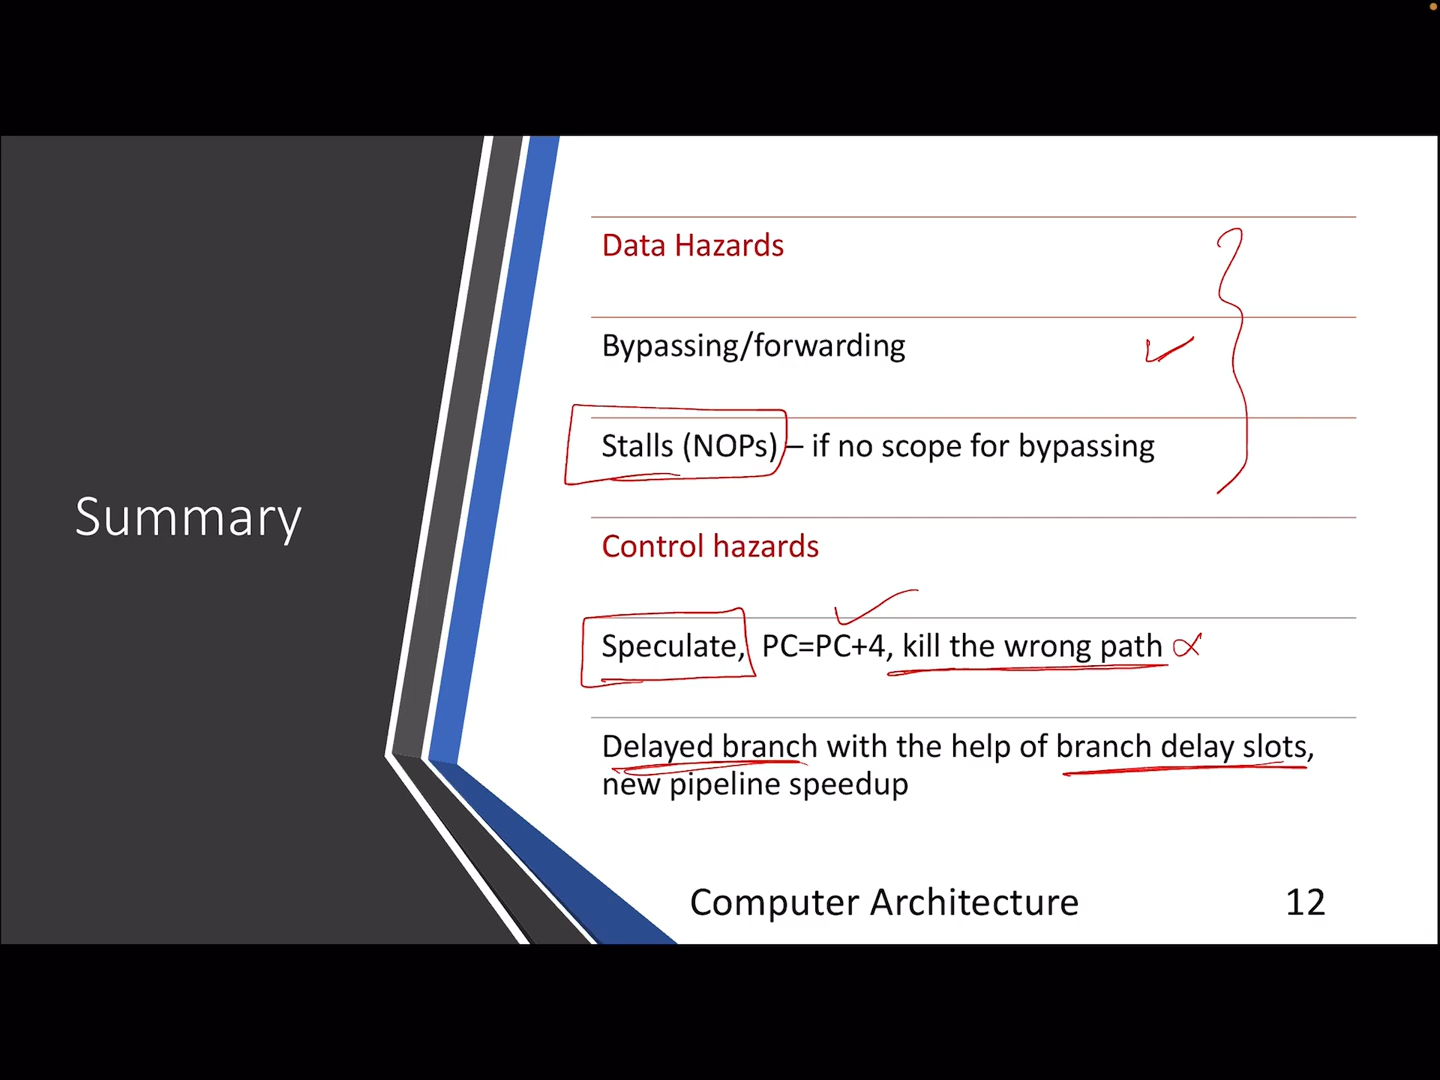 Summary
Data Hazards
Bypassing/forwarding
Stalls (NOPs) – if no scope for bypassing
Control hazards
Speculate, PC=PC+4, kill the wrong path
Delayed branch with the help of branch delay slots,
new pipeline speedup
Computer Architecture 12